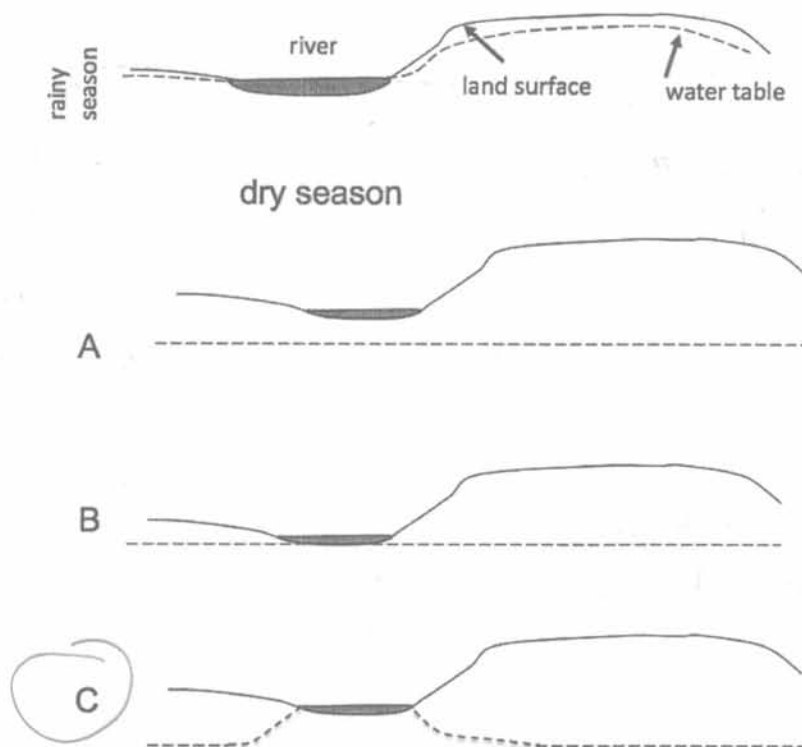 rainy
season
river
land surface
water table
dry season
A
B
C